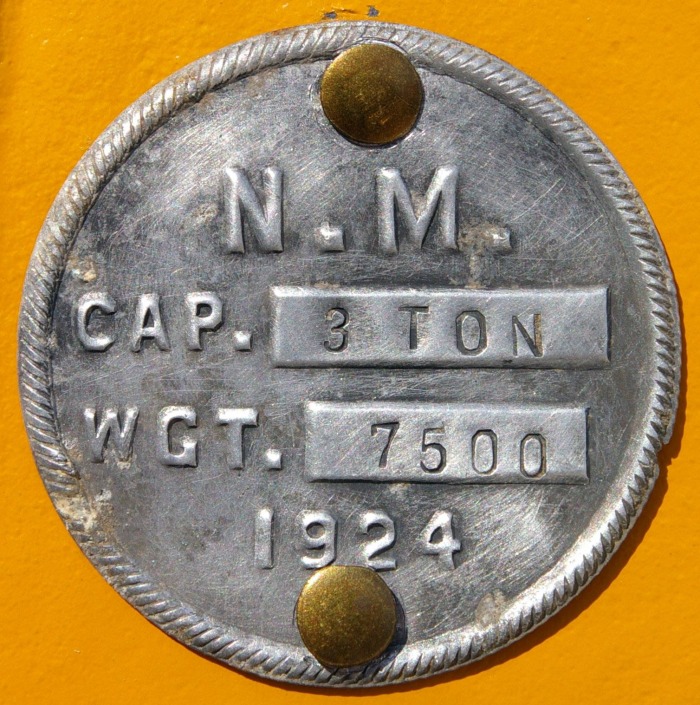 N.M.
CAP. 3 TON
WGT. 7500
1924